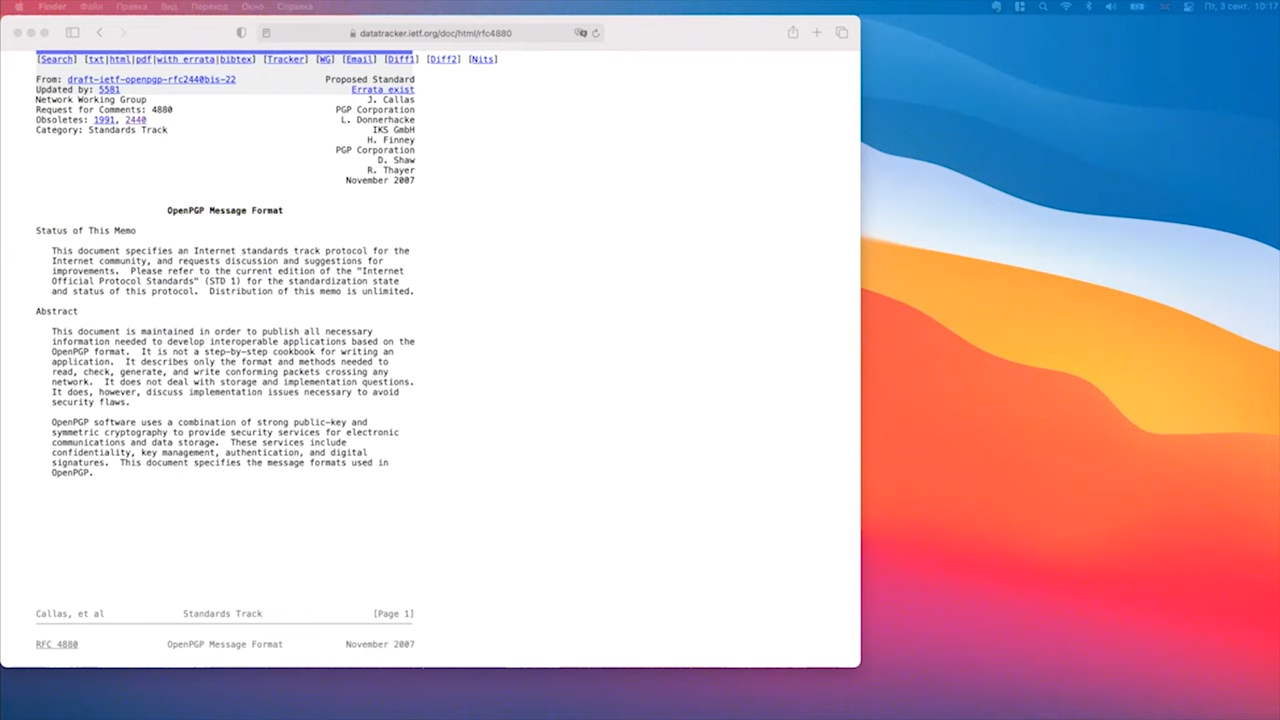 Finder Файл Правка Вид Переход Окно Справка Пт, 3 сент. 10:17
datatracker.ietf.org/doc/html/rfc4880
[Search] [txt|html|pdf|with errata|bibtex] [Tracker] [WG] [Email] [Diff1] [Diff2] [Nits]
From: draft-ietf-openpgp-rfc2440bis-22 Proposed Standard
Updated by: 5581 Errata exist
Network Working Group J. Callas
Request for Comments: 4880 PGP Corporation
Obsoletes: 1991, 2440 L. Donnerhacke
Category: Standards Track IKS GmbH
H. Finney
PGP Corporation
D. Shaw
R. Thayer
November 2007
OpenPGP Message Format
Status of This Memo
This document specifies an Internet standards track protocol for the
Internet community, and requests discussion and suggestions for
improvements. Please refer to the current edition of the "Internet
Official Protocol Standards" (STD 1) for the standardization state
and status of this protocol. Distribution of this memo is unlimited.
Abstract
This document is maintained in order to publish all necessary
information needed to develop interoperable applications based on the
OpenPGP format. It is not a step-by-step cookbook for writing an
application. It describes only the format and methods needed to
read, check, generate, and write conforming packets crossing any
network. It does not deal with storage and implementation questions.
It does, however, discuss implementation issues necessary to avoid
security flaws.
OpenPGP software uses a combination of strong public-key and
symmetric cryptography to provide security services for electronic
communications and data storage. These services include
confidentiality, key management, authentication, and digital
signatures. This document specifies the message formats used in
OpenPGP.
Callas, et al Standards Track [Page 1]
RFC 4880 OpenPGP Message Format November 2007